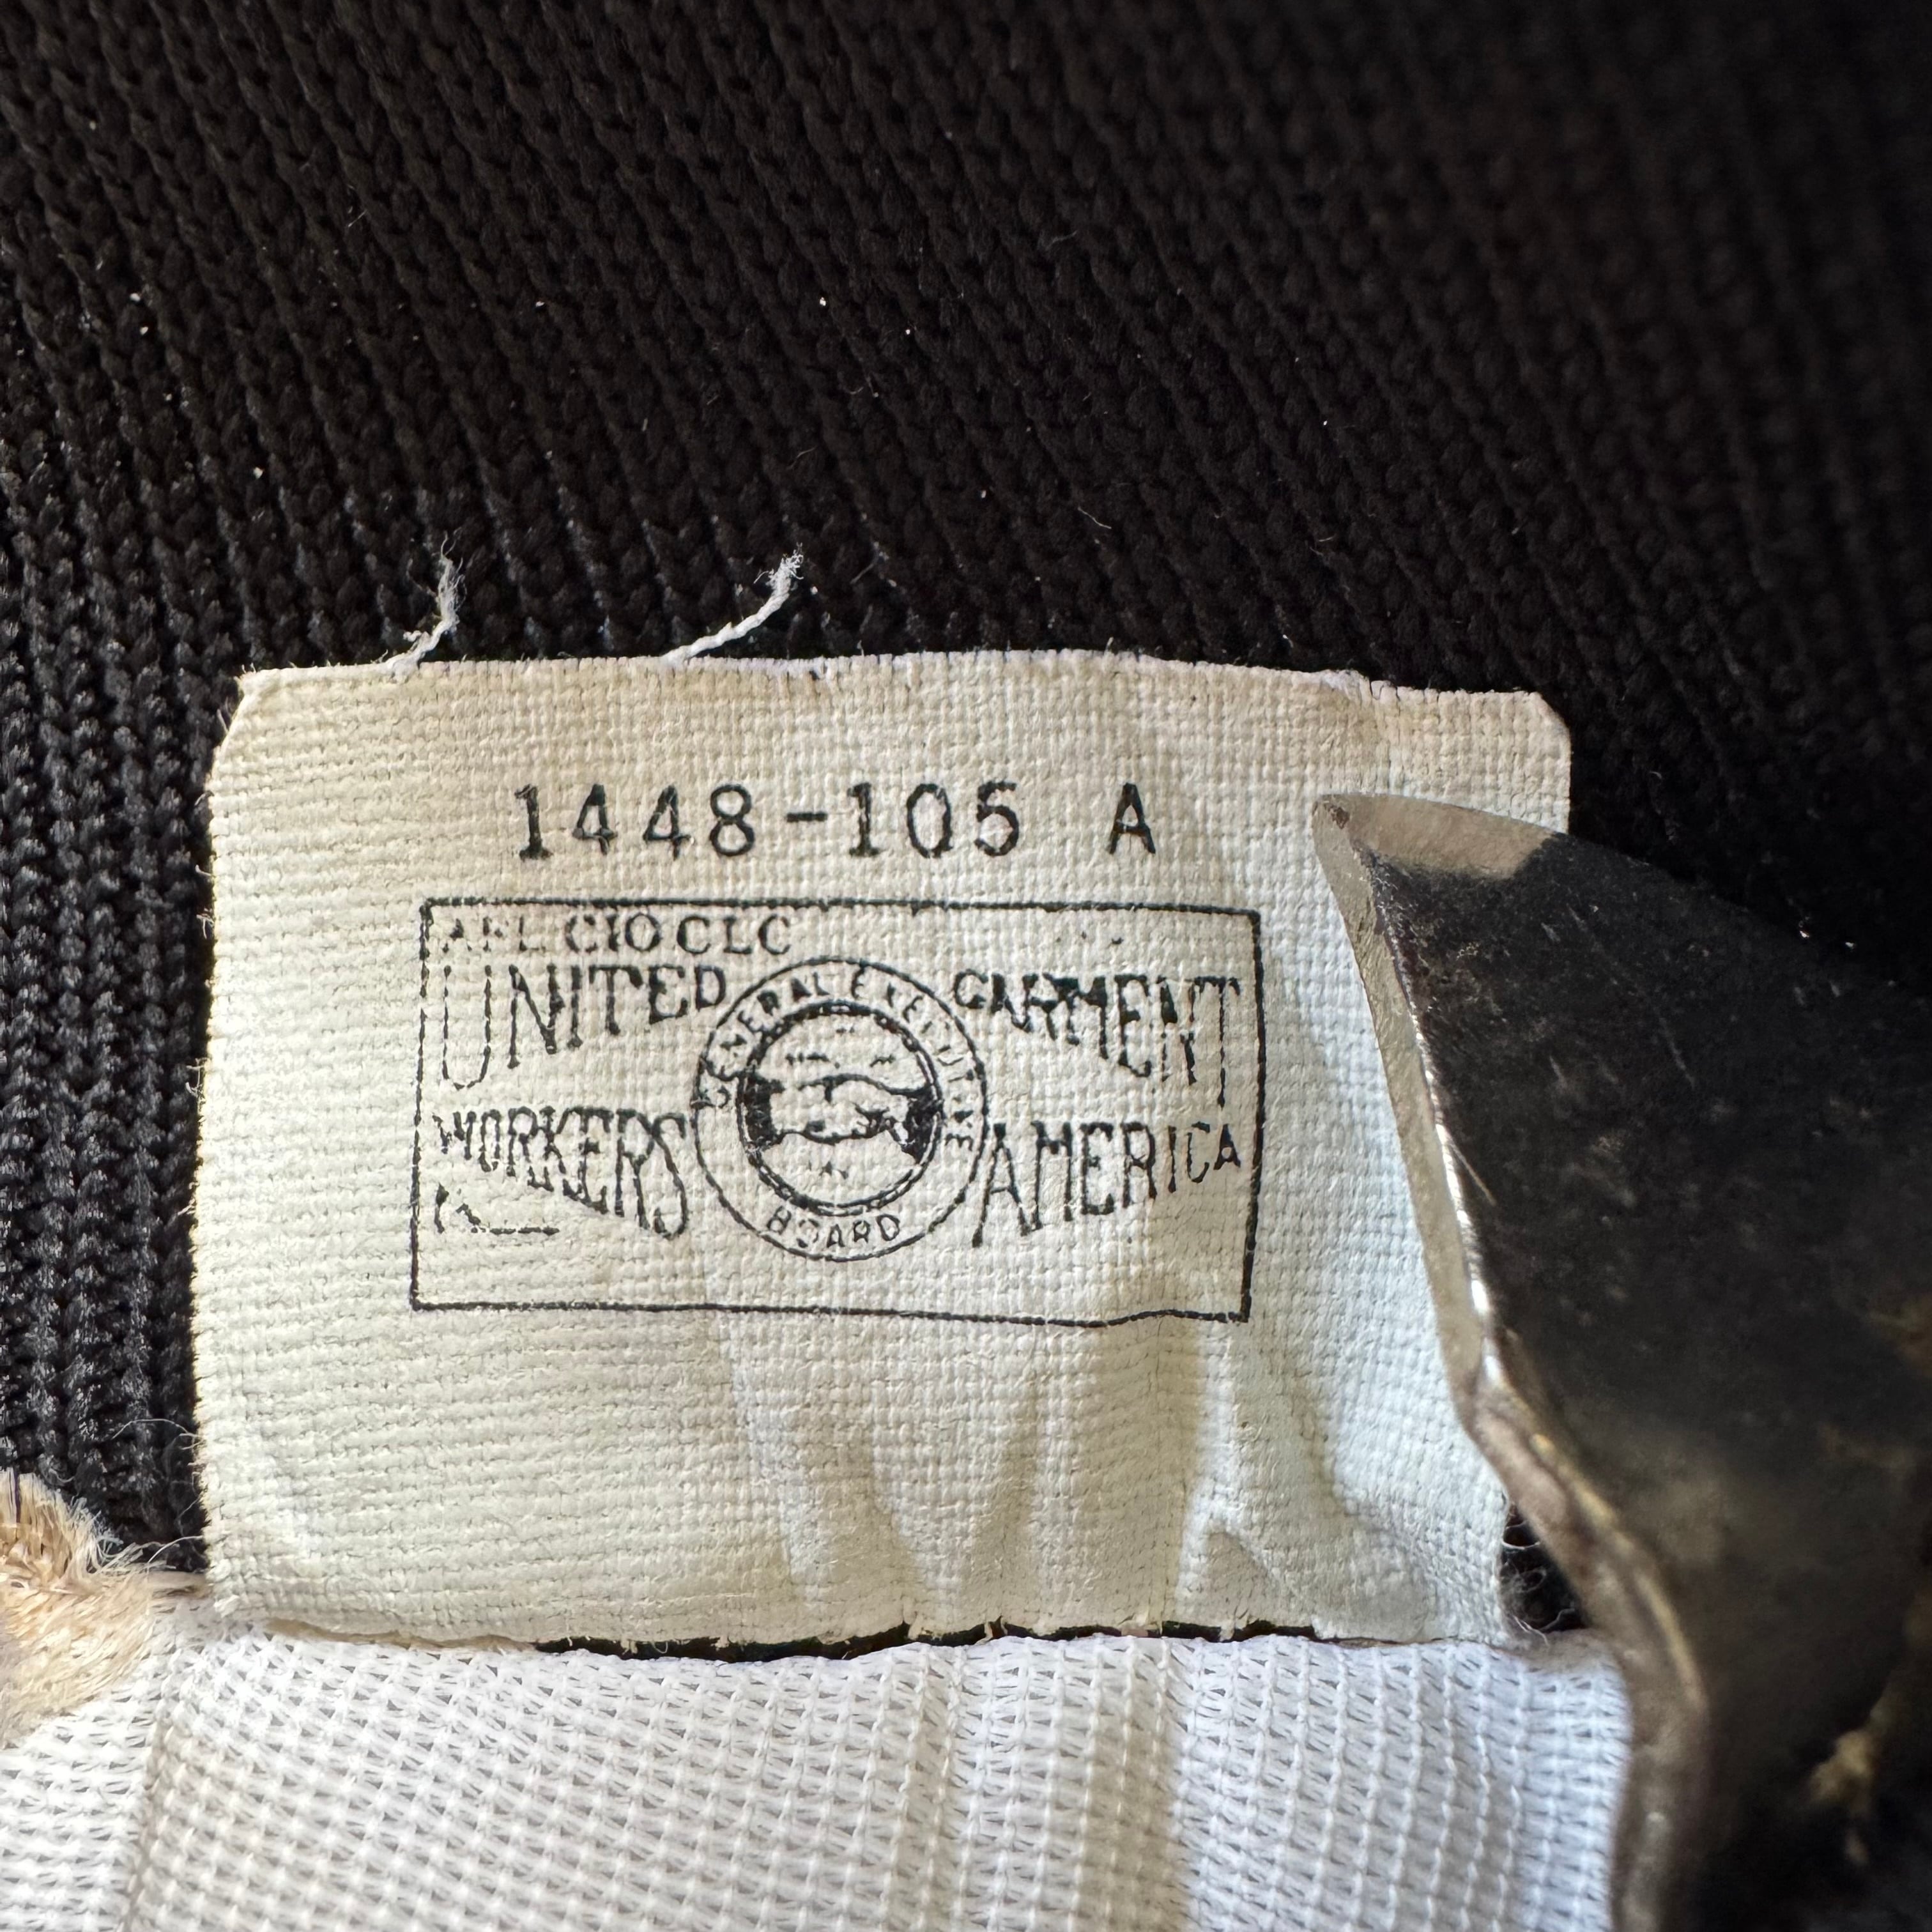 1448-105 A
AFL CIO CLC
UNITED GARMENT
WORKERS AMERICA
GENERAL EXECUTIVE
BOARD